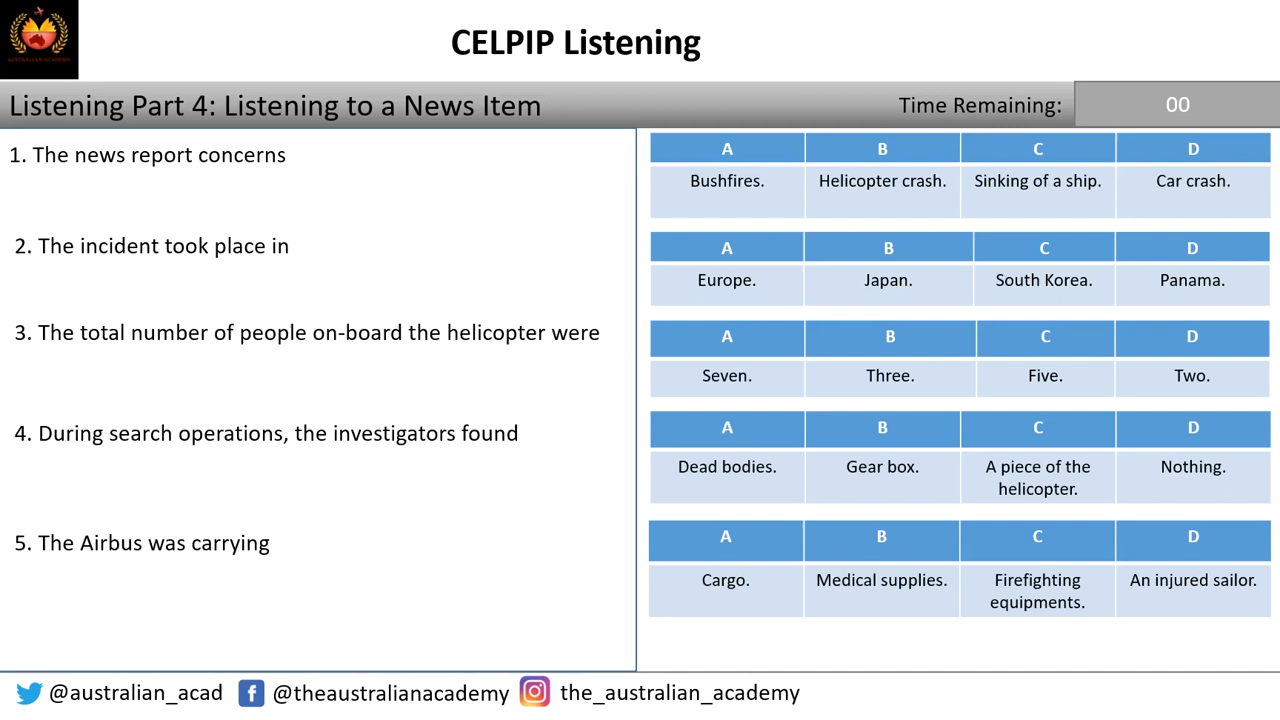 CELPIP Listening
Listening Part 4: Listening to a News Item
Time Remaining:
00
1. The news report concerns
A B C D
Bushfires. Helicopter crash. Sinking of a ship. Car crash.
2. The incident took place in
A B C D
Europe. Japan. South Korea. Panama.
3. The total number of people on-board the helicopter were
A B C D
Seven. Three. Five. Two.
4. During search operations, the investigators found
A B C D
Dead bodies. Gear box. A piece of the helicopter. Nothing.
5. The Airbus was carrying
A B C D
Cargo. Medical supplies. Firefighting equipments. An injured sailor.
@australian_acad @theaustralianacademy the_australian_academy
AUSTRALIAN ACADEMY